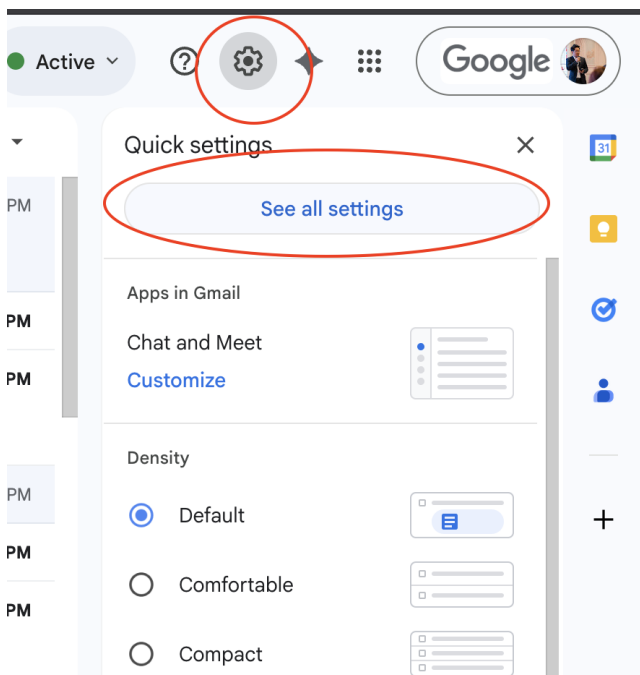 Active
Google
Quick settings
See all settings
31
PM
Apps in Gmail
PM
Chat and Meet
Customize
PM
Density
PM
Default
PM
Comfortable
PM
Compact